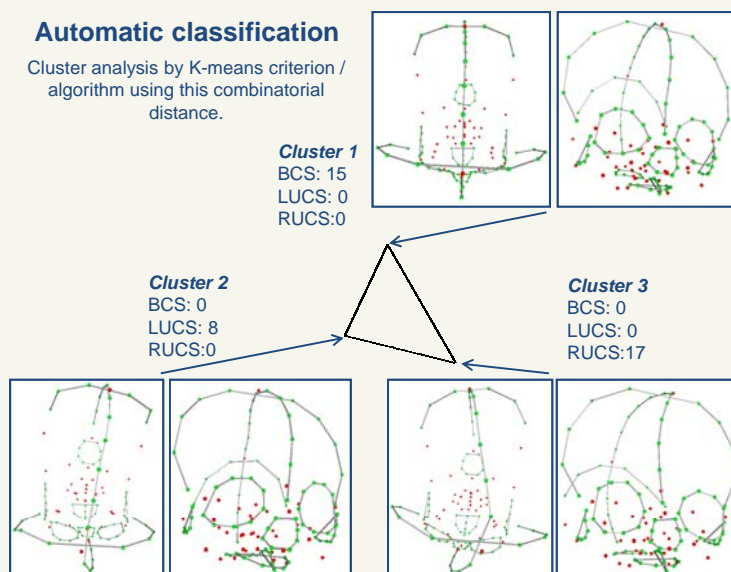 Automatic classification
Cluster analysis by K-means criterion /
algorithm using this combinatorial
distance.
Cluster 1
BCS: 15
LUCS: 0
RUCS:0
Cluster 2
BCS: 0
LUCS: 8
RUCS:0
Cluster 3
BCS: 0
LUCS: 0
RUCS:17